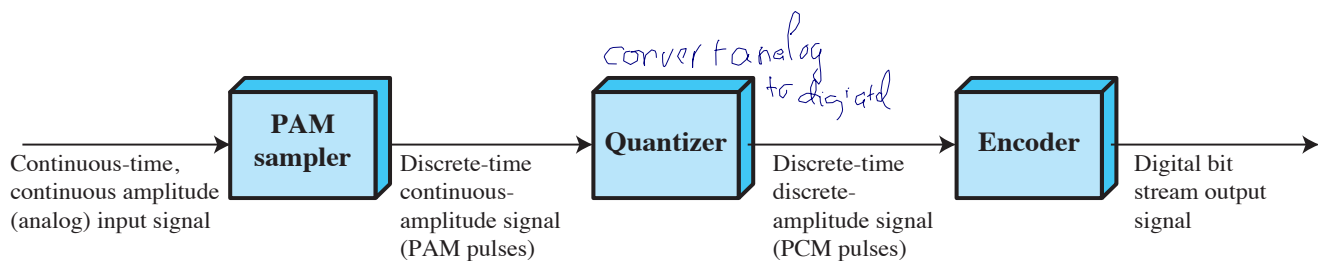 convert analog
to digiatd
PAM
sampler
Quantizer
Encoder
Continuous-time,
continuous amplitude
(analog) input signal
Discrete-time
continuous-
amplitude signal
(PAM pulses)
Discrete-time
discrete-
amplitude signal
(PCM pulses)
Digital bit
stream output
signal